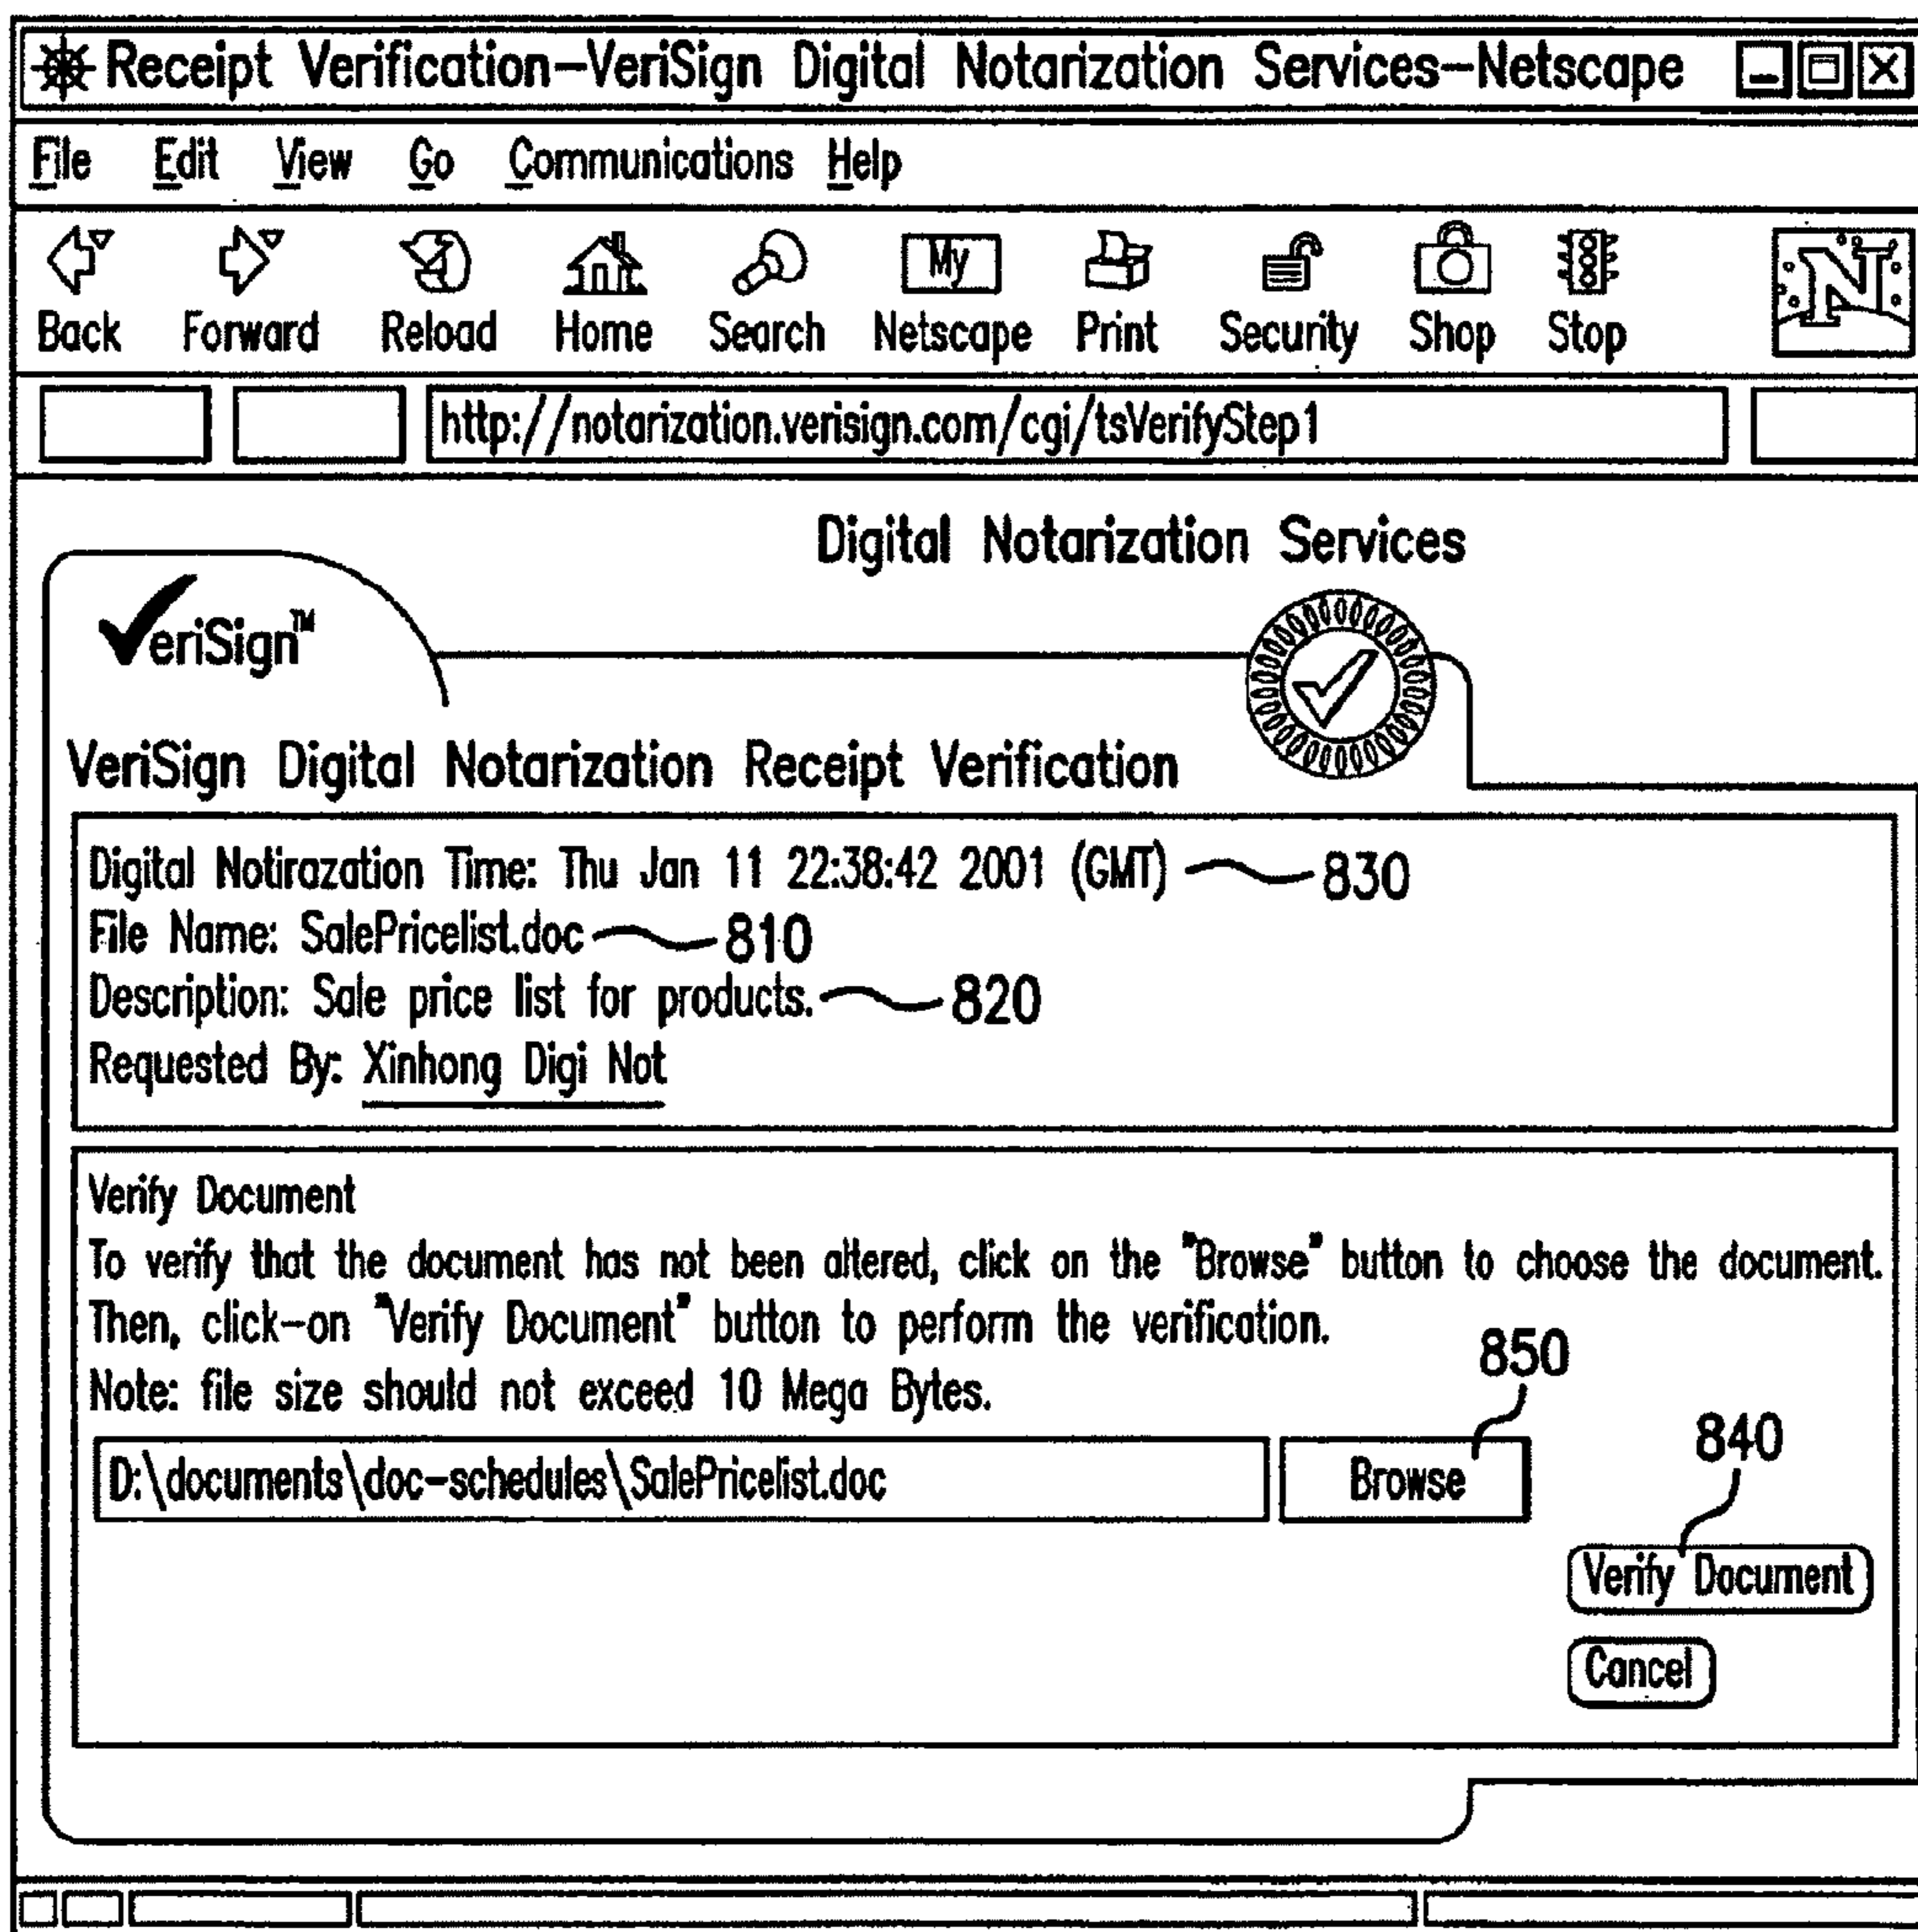 Receipt Verification–VeriSign Digital Notarization Services–Netscape
File Edit View Go Communications Help
My
Back Forward Reload Home Search Netscape Print Security Shop Stop
N
http://notarization.verisign.com/cgi/tsVerifyStep1
Digital Notarization Services
VeriSign™
VeriSign Digital Notarization Receipt Verification
Digital Notirazation Time: Thu Jan 11 22:38:42 2001 (GMT) 830
File Name: SalePricelist.doc 810
Description: Sale price list for products. 820
Requested By: Xinhong Digi Not
Verify Document
To verify that the document has not been altered, click on the "Browse" button to choose the document.
Then, click-on "Verify Document" button to perform the verification.
850
Note: file size should not exceed 10 Mega Bytes.
840
D:\documents\doc-schedules\SalePricelist.doc Browse
Verify Document
Cancel